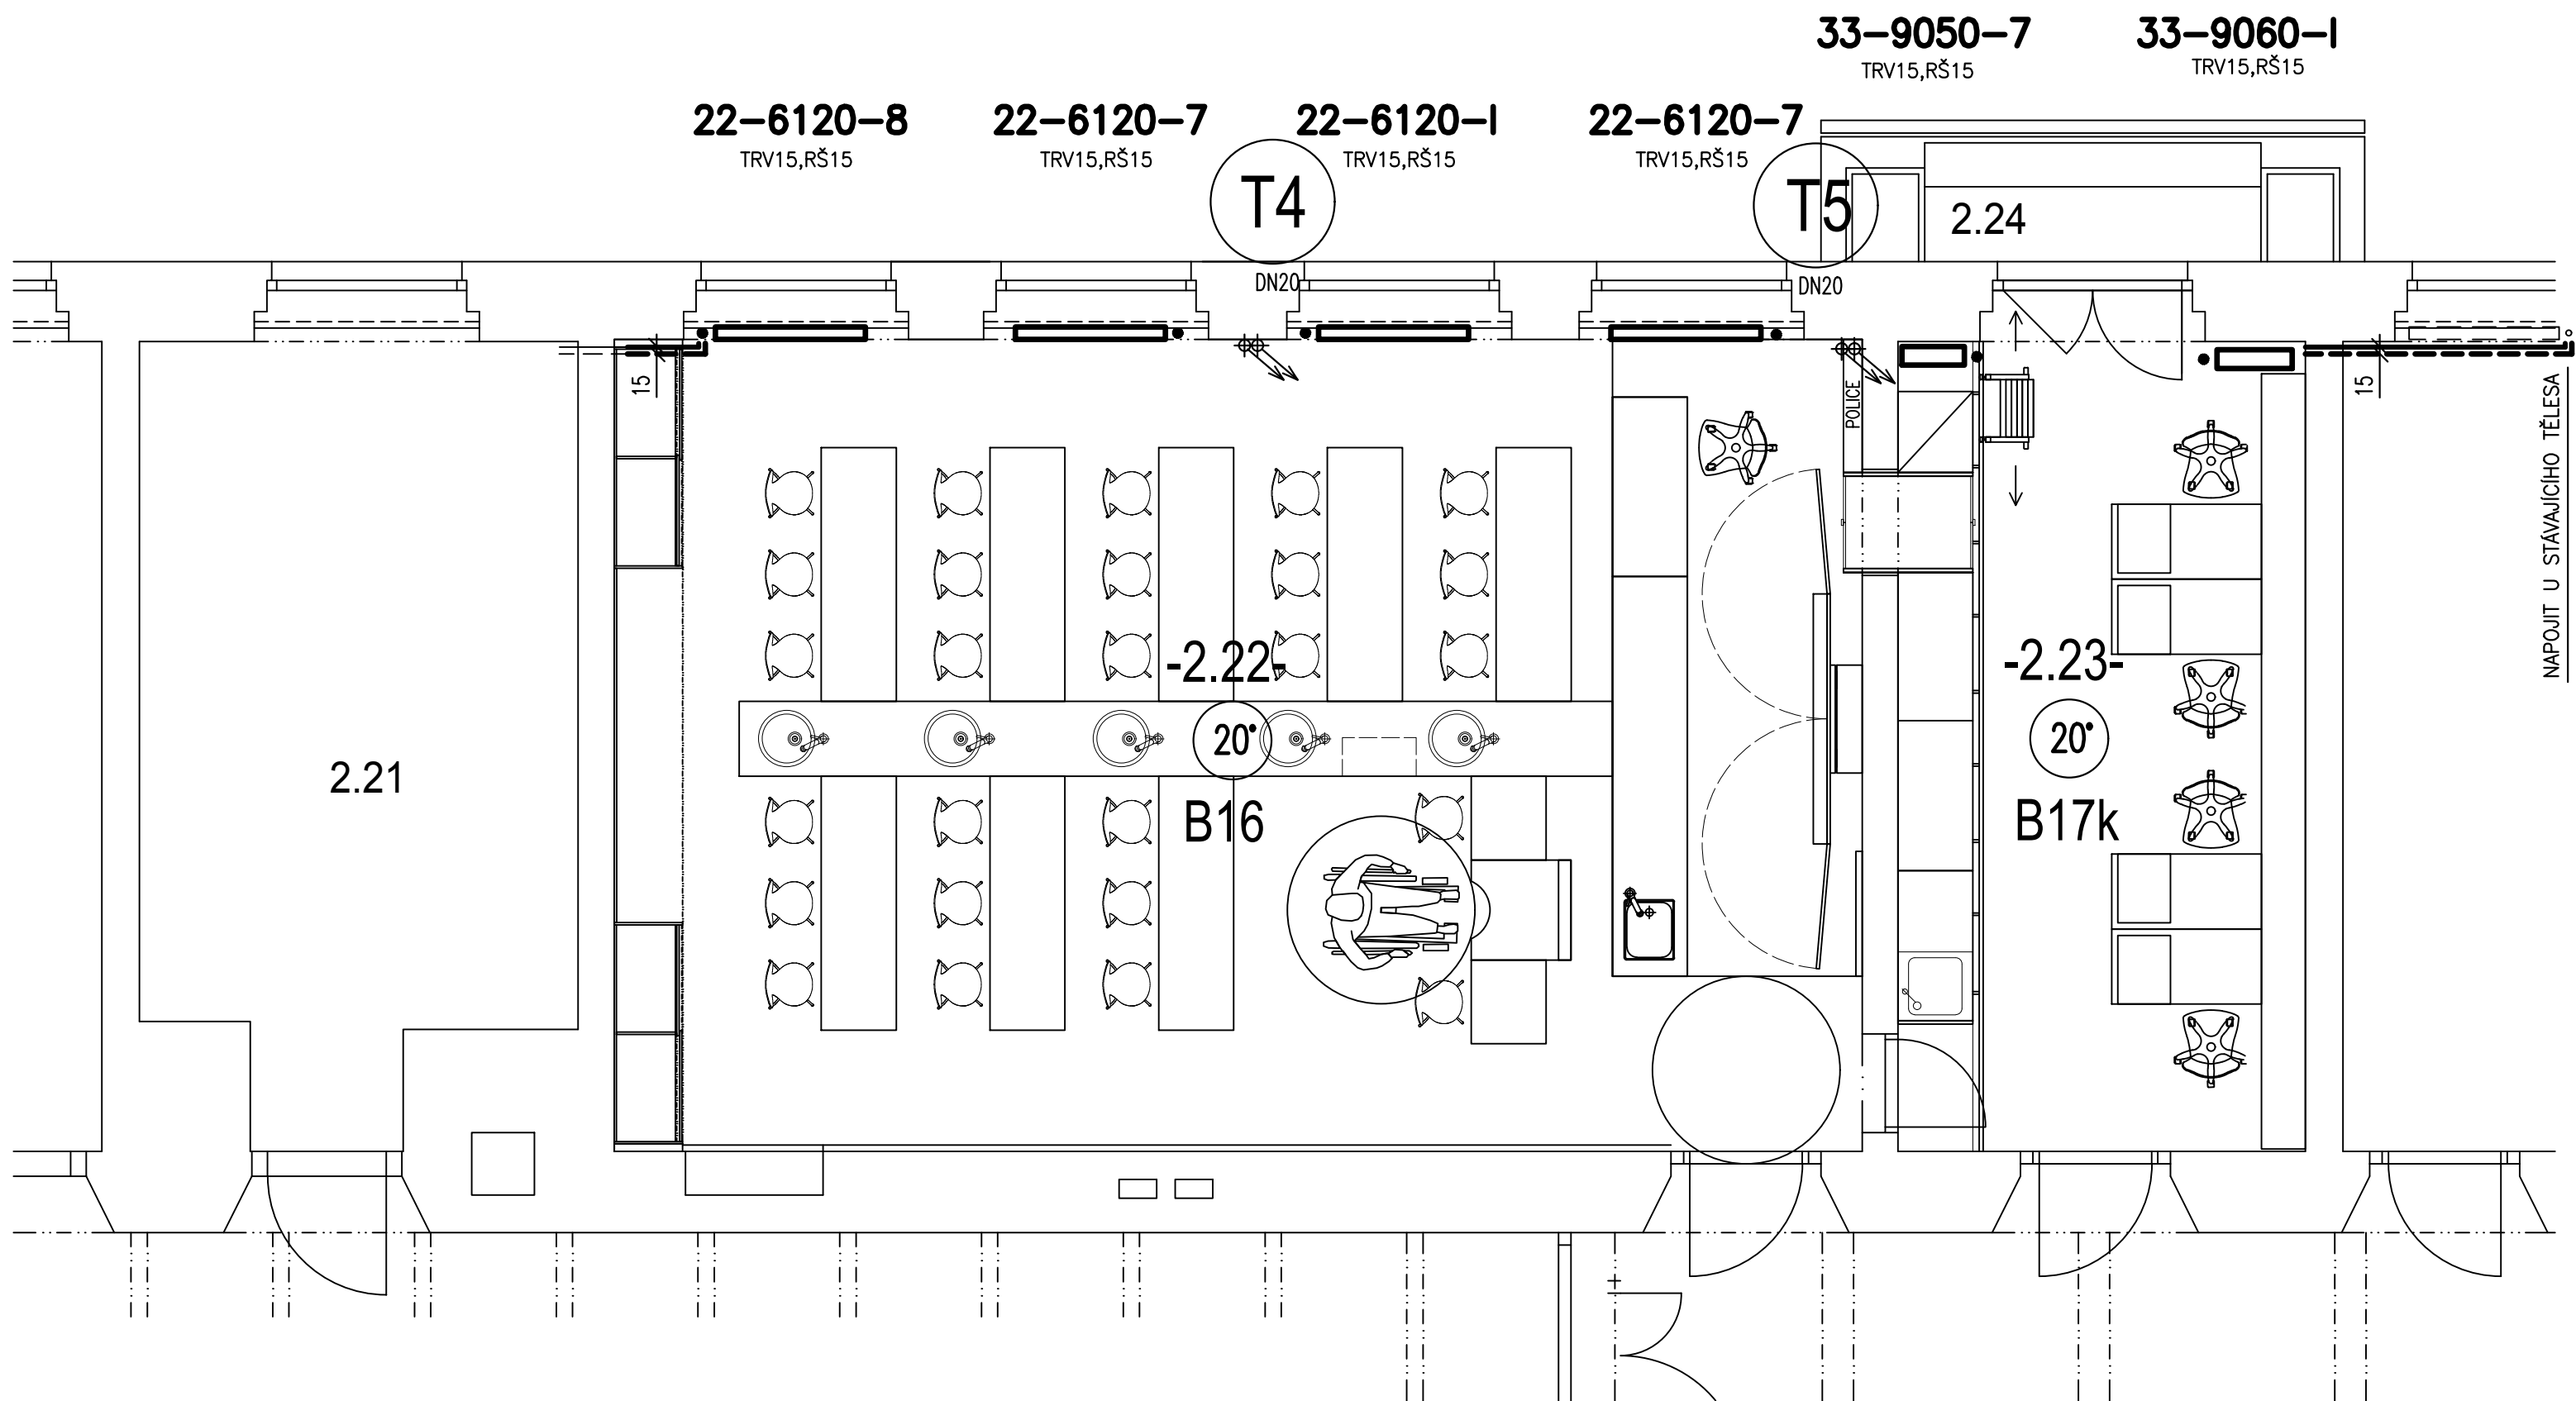 33-9050-7
TRV15,RŠ15
33-9060-I
TRV15,RŠ15
22-6120-8
TRV15,RŠ15
22-6120-7
TRV15,RŠ15
22-6120-I
TRV15,RŠ15
22-6120-7
TRV15,RŠ15
T4
T5
2.24
DN20
DN20
15
POLICE
15
NAPOJIT U STÁVAJÍCÍHO TĚLESA
-2.22-
20°
B16
-2.23-
20°
B17k
2.21